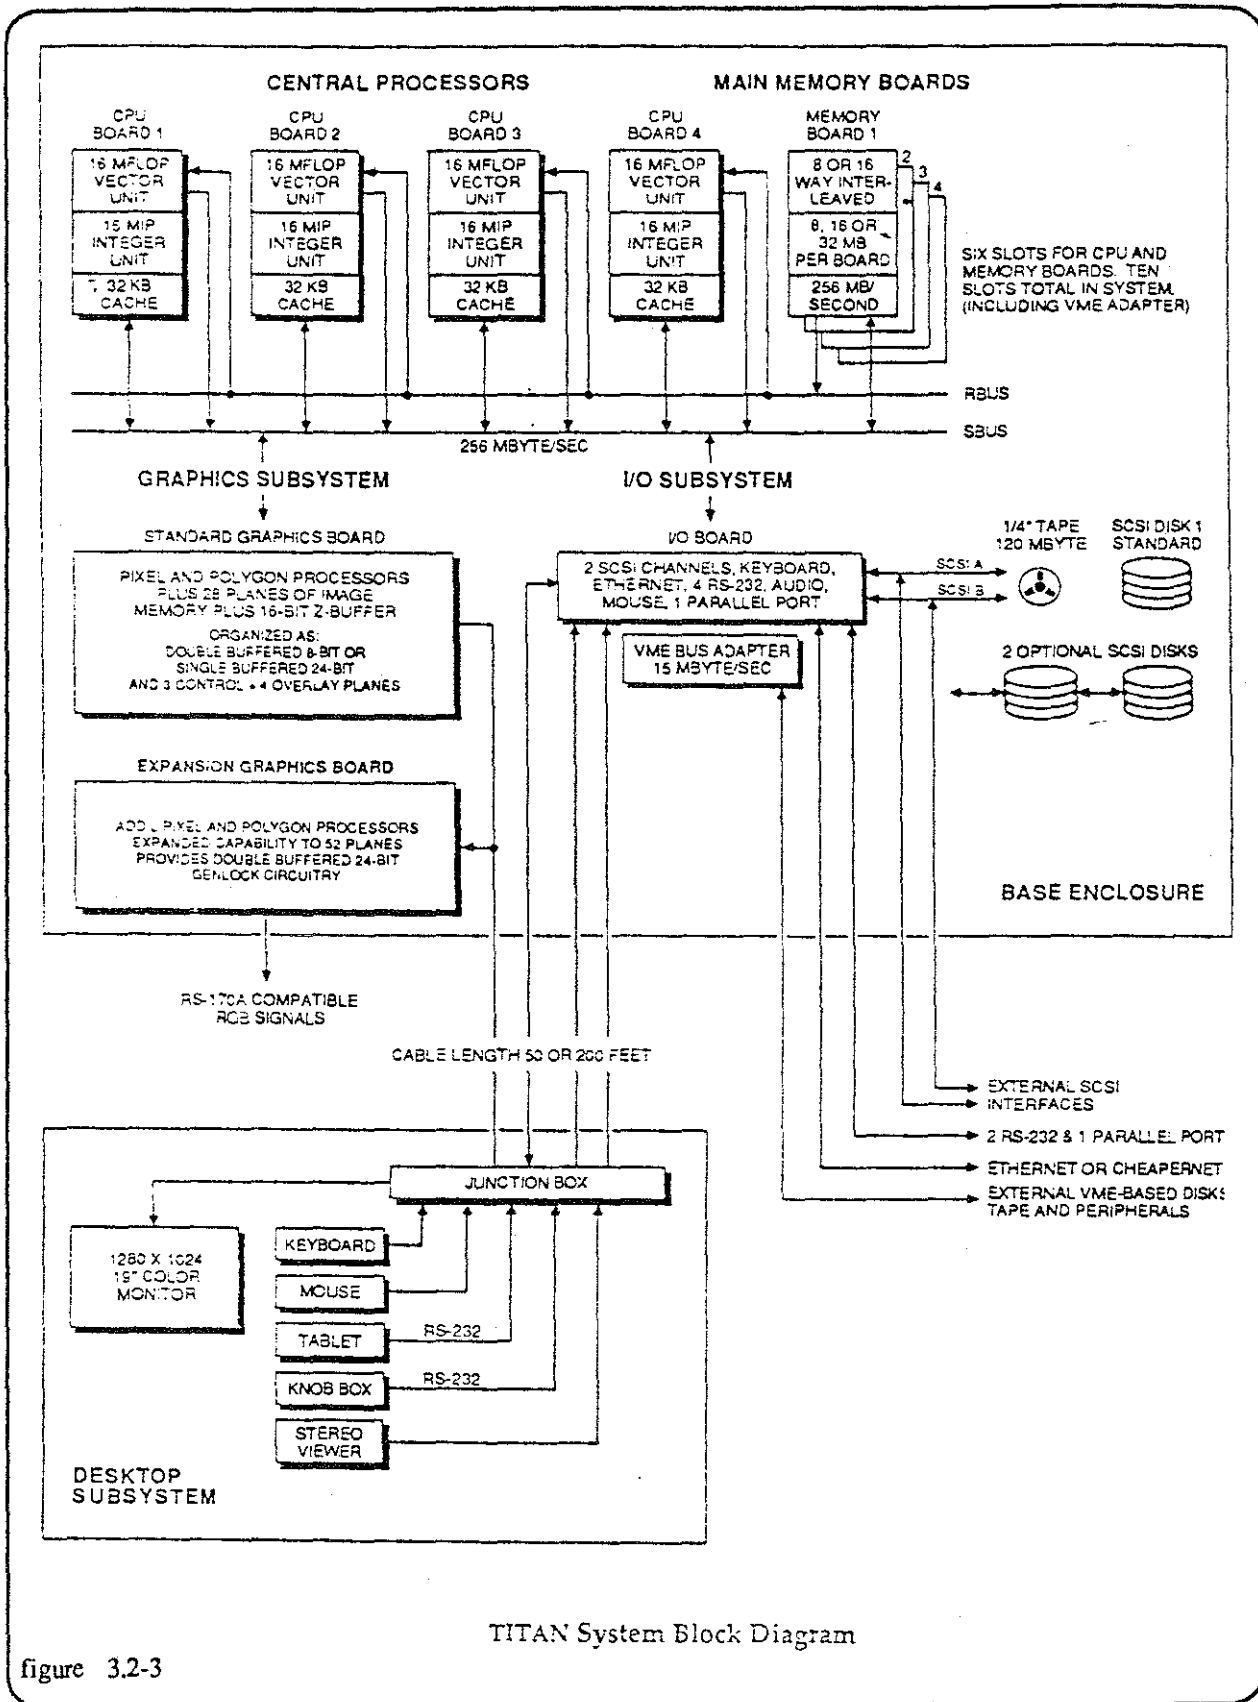 CENTRAL PROCESSORS
MAIN MEMORY BOARDS
CPU
BOARD 1
CPU
BOARD 2
CPU
BOARD 3
CPU
BOARD 4
MEMORY
BOARD 1
16 MFLOP
VECTOR
UNIT
16 MIP
INTEGER
UNIT
32 KB
CACHE
16 MFLOP
VECTOR
UNIT
16 MIP
INTEGER
UNIT
32 KB
CACHE
16 MFLOP
VECTOR
UNIT
16 MIP
INTEGER
UNIT
32 KB
CACHE
16 MFLOP
VECTOR
UNIT
16 MIP
INTEGER
UNIT
32 KB
CACHE
8 OR 16
WAY INTER-
LEAVED
8, 16 OR
32 MB
PER BOARD
256 MB/
SECOND
2
3
4
SIX SLOTS FOR CPU AND
MEMORY BOARDS. TEN
SLOTS TOTAL IN SYSTEM.
(INCLUDING VME ADAPTER)
RBUS
SBUS
256 MBYTE/SEC
GRAPHICS SUBSYSTEM
I/O SUBSYSTEM
STANDARD GRAPHICS BOARD
PIXEL AND POLYGON PROCESSORS
PLUS 28 PLANES OF IMAGE
MEMORY PLUS 16-BIT Z-BUFFER
ORGANIZED AS:
DOUBLE BUFFERED 8-BIT OR
SINGLE BUFFERED 24-BIT
AND 3 CONTROL + 4 OVERLAY PLANES
I/O BOARD
2 SCSI CHANNELS, KEYBOARD,
ETHERNET, 4 RS-232, AUDIO,
MOUSE, 1 PARALLEL PORT
VME BUS ADAPTER
15 MBYTE/SEC
SCSI A
SCSI B
1/4" TAPE
120 MBYTE
SCSI DISK 1
STANDARD
2 OPTIONAL SCSI DISKS
EXPANSION GRAPHICS BOARD
PIXEL AND POLYGON PROCESSORS
EXPANDED CAPABILITY TO 52 PLANES
PROVIDES DOUBLE BUFFERED 24-BIT
GENLOCK CIRCUITRY
BASE ENCLOSURE
RS-170A COMPATIBLE
RGB SIGNALS
CABLE LENGTH 50 OR 200 FEET
EXTERNAL SCSI
INTERFACES
2 RS-232 & 1 PARALLEL PORT
ETHERNET OR CHEAPERNET
EXTERNAL VME-BASED DISKS
TAPE AND PERIPHERALS
JUNCTION BOX
1280 X 1024
19" COLOR
MONITOR
KEYBOARD
MOUSE
TABLET
RS-232
KNOB BOX
RS-232
STEREO
VIEWER
DESKTOP
SUBSYSTEM
TITAN System Block Diagram
figure 3.2-3